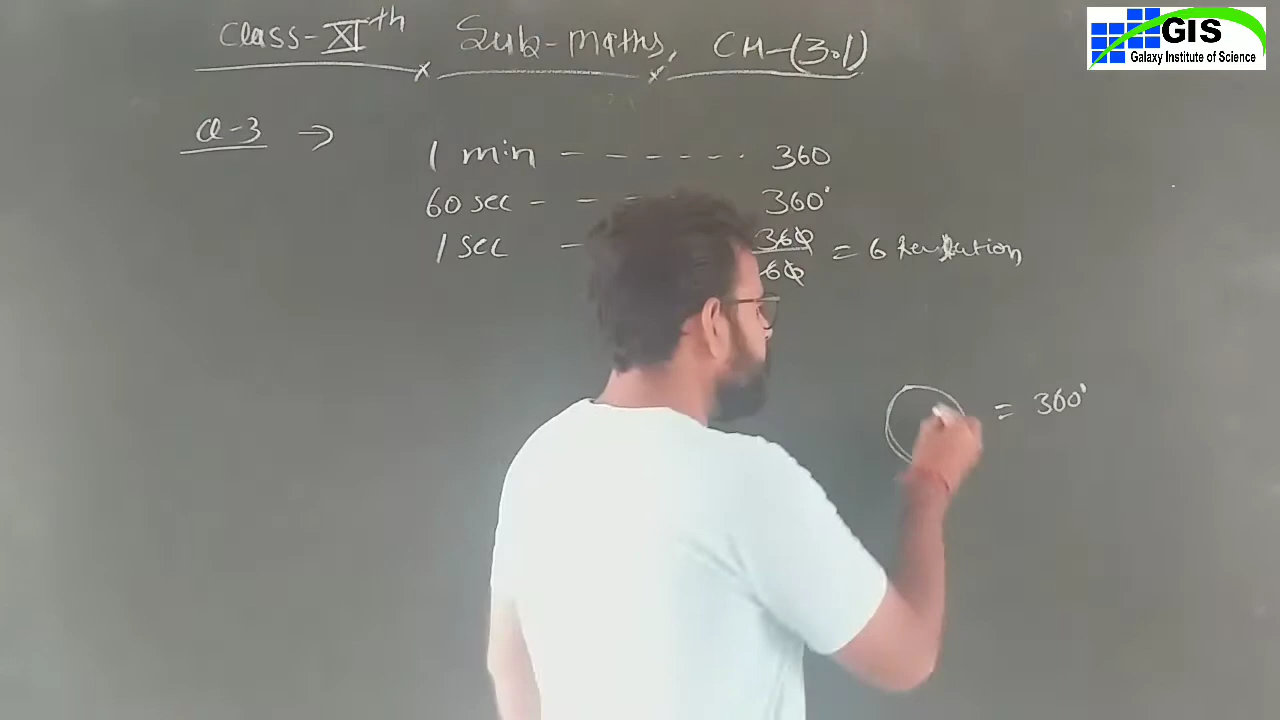 Class-XIth Sub-Maths, CH-(3.1)
GIS
Galaxy Institute of Science
Q-3 →
1 min - - - - - - - 360
60 sec - - - 360°
1 sec - 360/60 = 6
= 360°